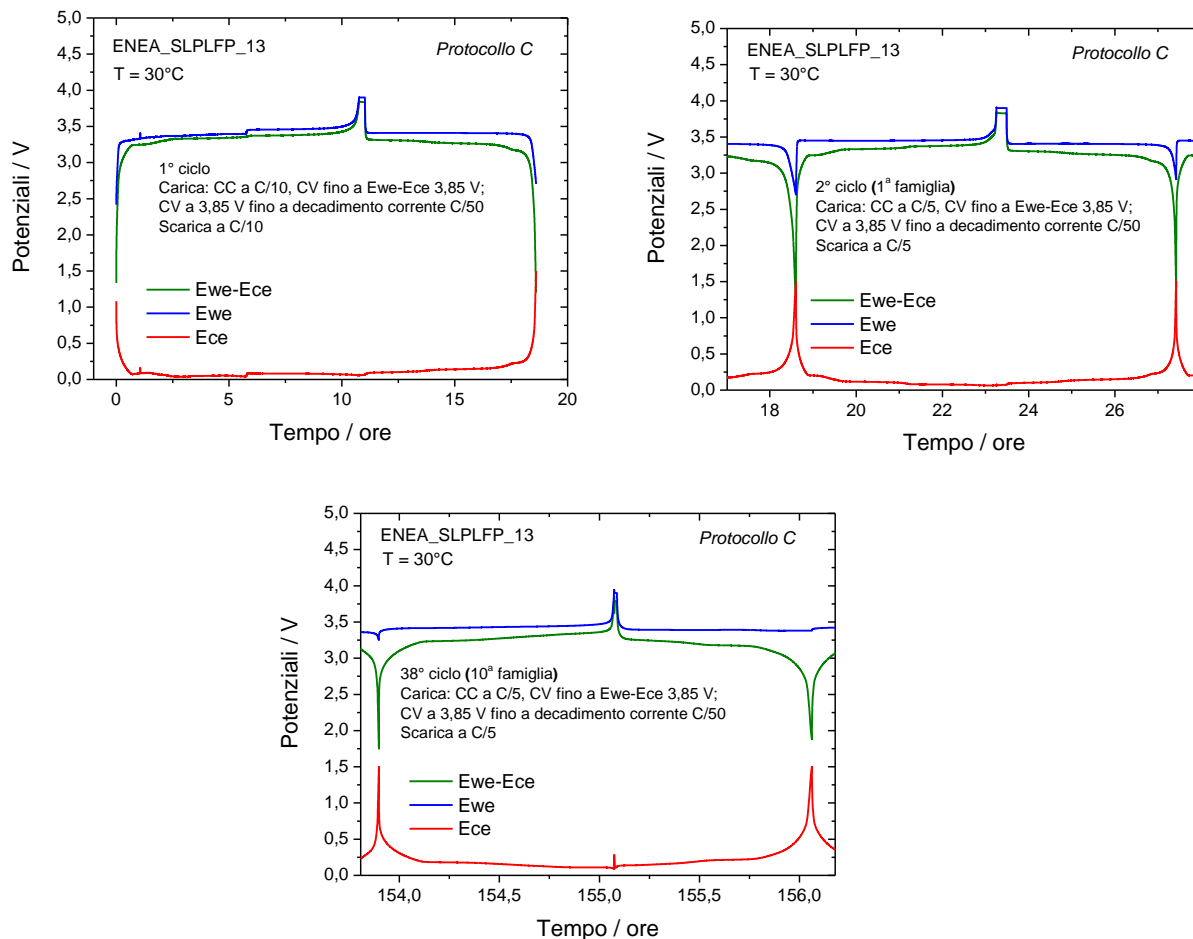 5,0
4,5
4,0
3,5
3,0
2,5
2,0
1,5
1,0
0,5
0,0
Potenziali / V
ENEA_SLPLFP_13
Protocollo C
T = 30°C
1° ciclo
Carica: CC a C/10, CV fino a Ewe-Ece 3,85 V;
CV a 3,85 V fino a decadimento corrente C/50
Scarica a C/10
Ewe-Ece
Ewe
Ece
0 5 10 15 20
Tempo / ore
5,0
4,5
4,0
3,5
3,0
2,5
2,0
1,5
1,0
0,5
0,0
Potenziali / V
ENEA_SLPLFP_13
Protocollo C
T = 30°C
2° ciclo (1ª famiglia)
Carica: CC a C/5, CV fino a Ewe-Ece 3,85 V;
CV a 3,85 V fino a decadimento corrente C/50
Scarica a C/5
Ewe-Ece
Ewe
Ece
18 20 22 24 26
Tempo / ore
5,0
4,5
4,0
3,5
3,0
2,5
2,0
1,5
1,0
0,5
0,0
Potenziali / V
ENEA_SLPLFP_13
Protocollo C
T = 30°C
38° ciclo (10ª famiglia)
Carica: CC a C/5, CV fino a Ewe-Ece 3,85 V;
CV a 3,85 V fino a decadimento corrente C/50
Scarica a C/5
Ewe-Ece
Ewe
Ece
154,0 154,5 155,0 155,5 156,0
Tempo / ore